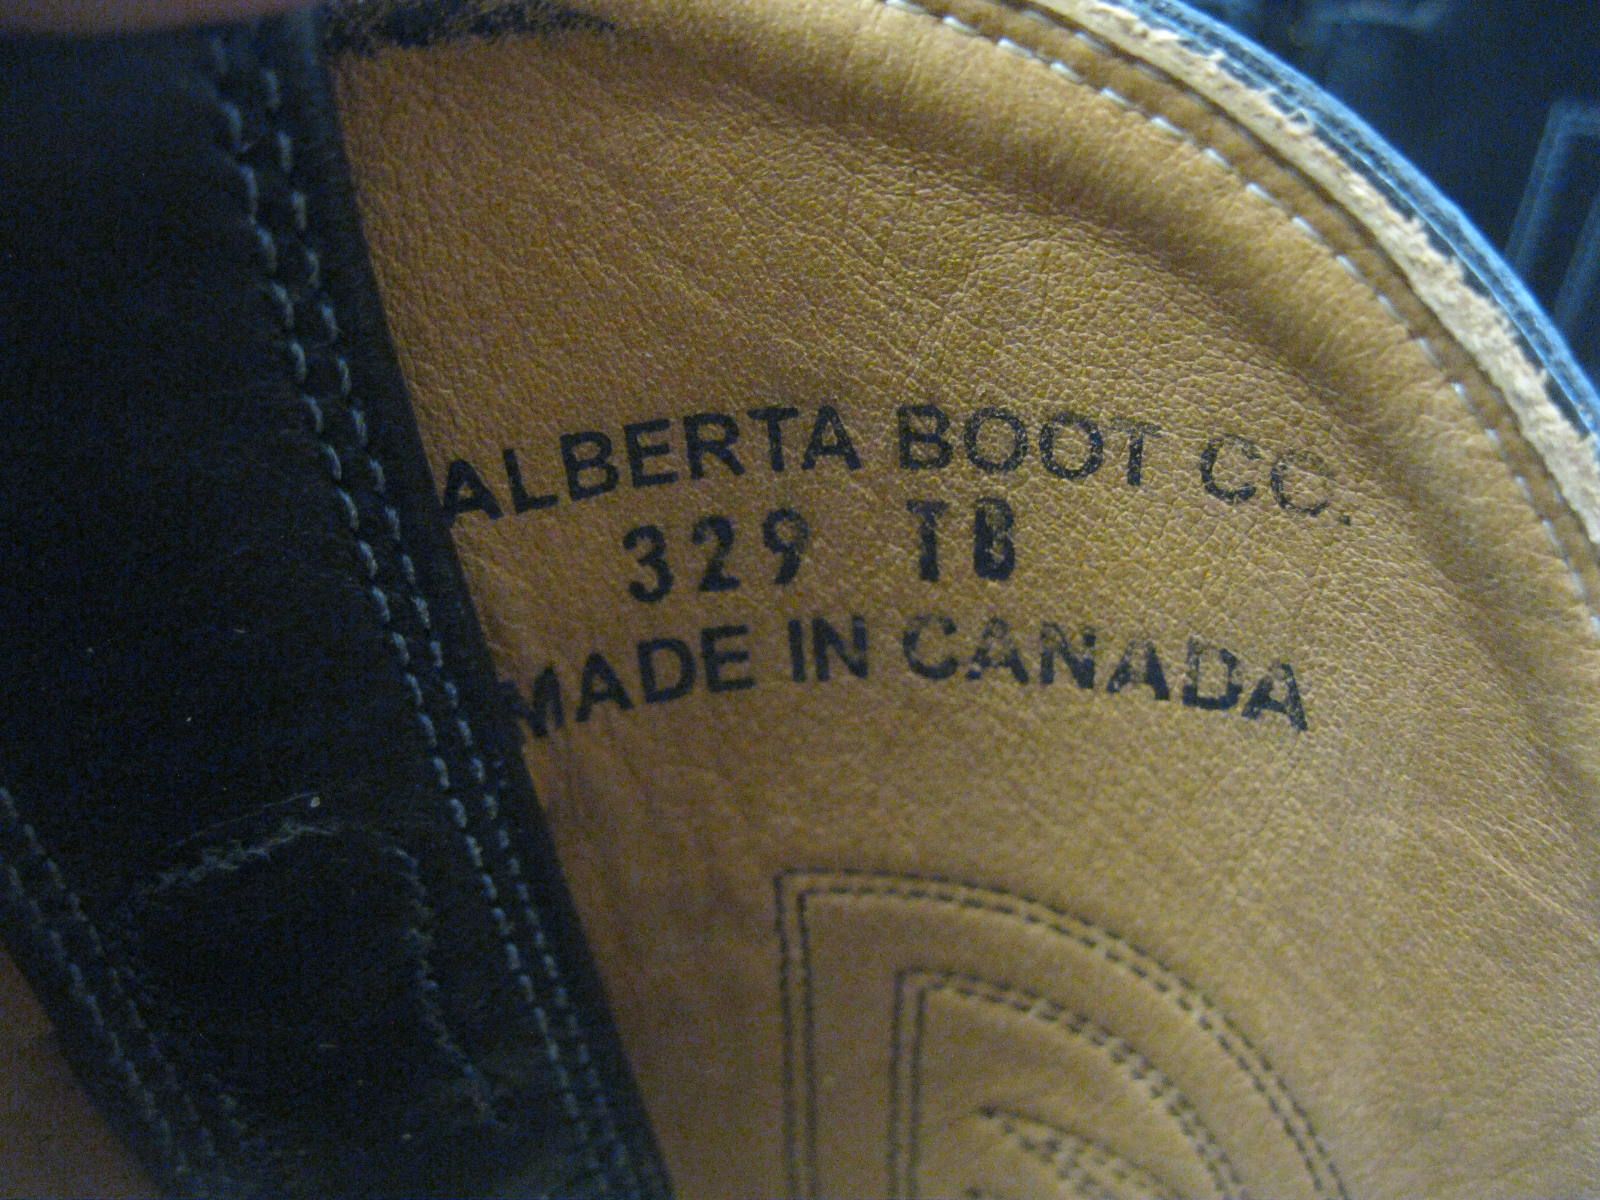 ALBERTA BOOT CO.
329 TB
MADE IN CANADA